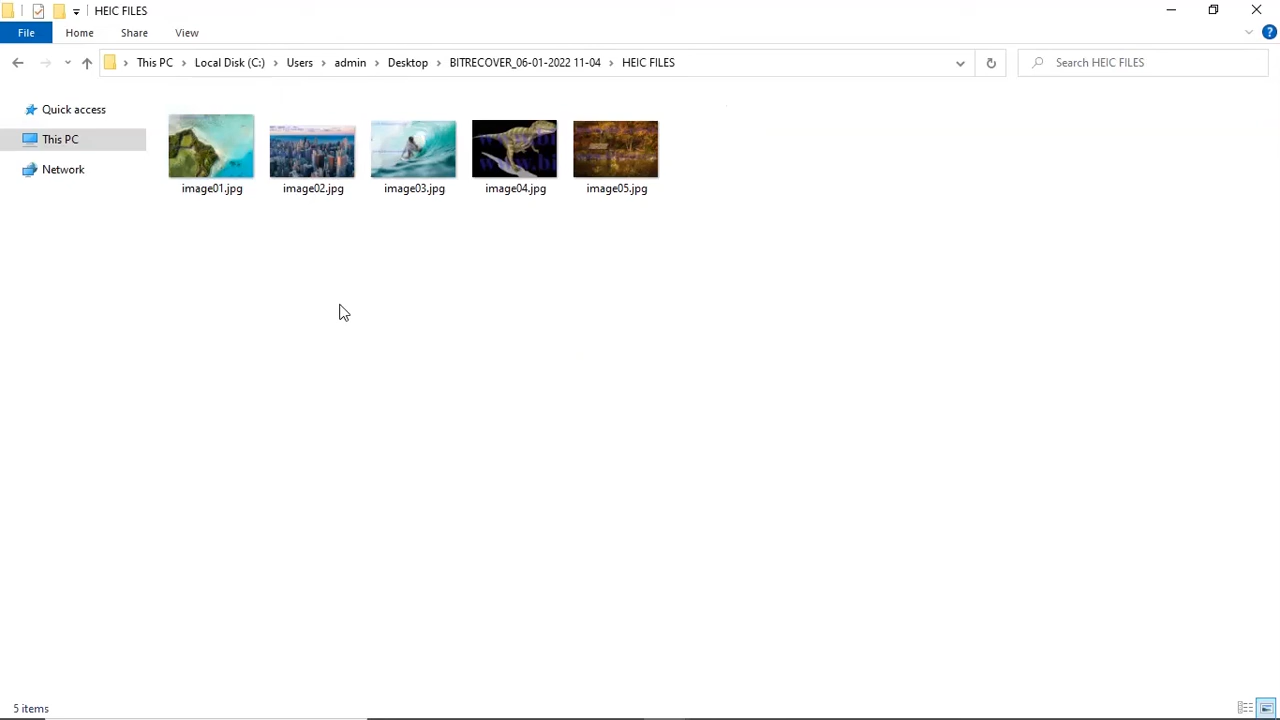 HEIC FILES
File Home Share View
This PC Local Disk (C:) Users admin Desktop BITRECOVER_06-01-2022 11-04 HEIC FILES Search HEIC FILES
Quick access
This PC
Network
image01.jpg image02.jpg image03.jpg image04.jpg image05.jpg
5 items